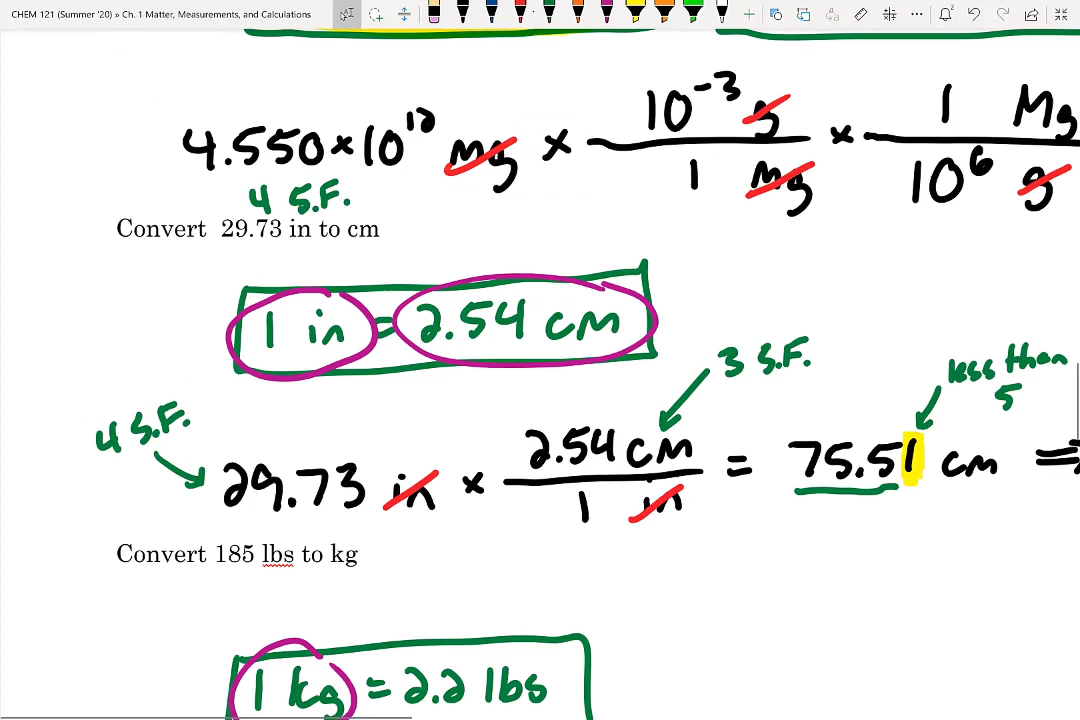 CHEM 121 (Summer '20) » Ch. 1 Matter, Measurements, and Calculations
4.550×10¹² mg × 10⁻³ g / 1 mg × 1 Mg / 10⁶ g
4 S.F.
Convert 29.73 in to cm
1 in = 2.54 cm
3 S.F.
less than 5
4 S.F.
29.73 in × 2.54 cm / 1 in = 75.51 cm ⇒
Convert 185 lbs to kg
1 kg = 2.2 lbs